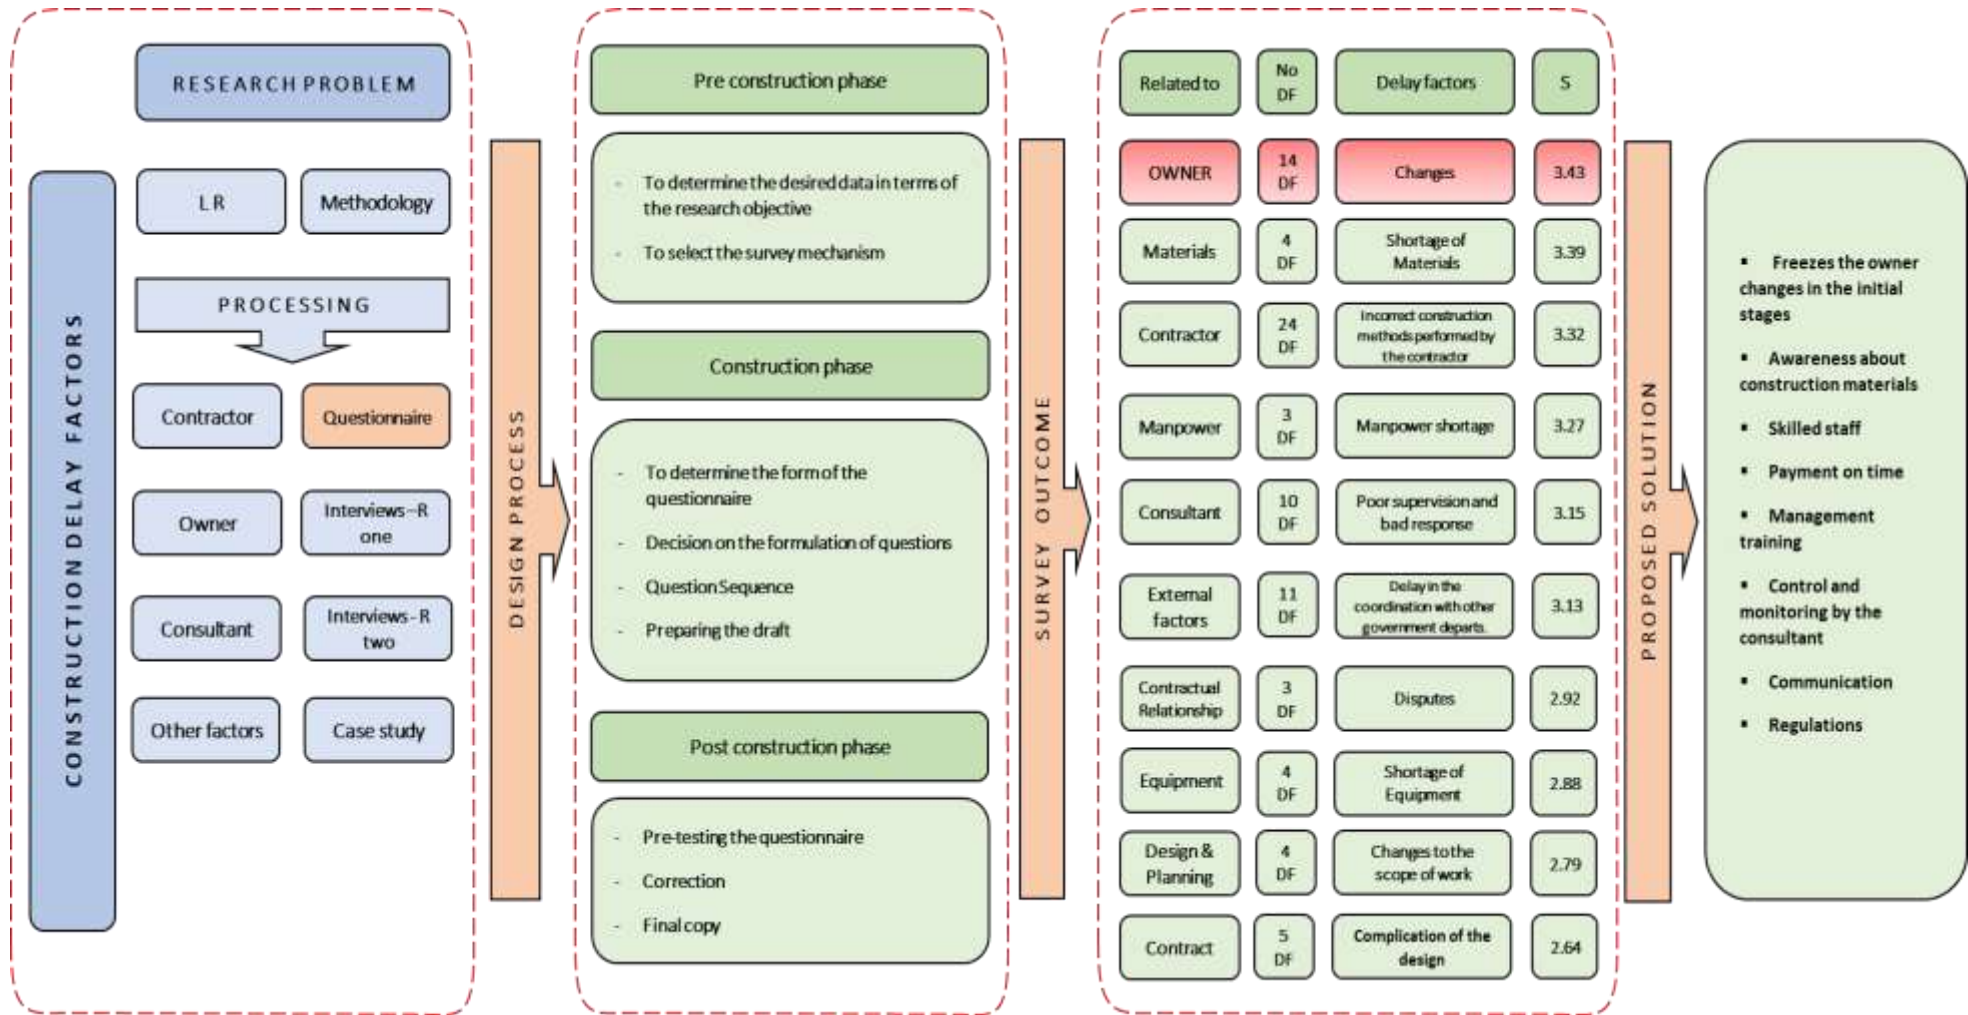 CONSTRUCTION DELAY FACTORS
RESEARCH PROBLEM
L R
Methodology
PROCESSING
Contractor
Questionnaire
Owner
Interviews–R
one
Consultant
Interviews - R
two
Other factors
Case study
DESIGN PROCESS
Pre construction phase
- To determine the desired data in terms of
the research objective
- To select the survey mechanism
Construction phase
- To determine the form of the
questionnaire
- Decision on the formulation of questions
- Question Sequence
- Preparing the draft
Post construction phase
- Pre-testing the questionnaire
- Correction
- Final copy
SURVEY OUTCOME
Related to
No
DF
Delay factors
S
OWNER
14
DF
Changes
3.43
Materials
4
DF
Shortage of
Materials
3.39
Contractor
24
DF
Incorrect construction
methods performed by
the contractor
3.32
Manpower
3
DF
Manpower shortage
3.27
Consultant
10
DF
Poor supervision and
bad response
3.15
External
factors
11
DF
Delay in the
coordination with other
government departs.
3.13
Contractual
Relationship
3
DF
Disputes
2.92
Equipment
4
DF
Shortage of
Equipment
2.88
Design &
Planning
4
DF
Changes to the
scope of work
2.79
Contract
5
DF
Complication of the
design
2.64
PROPOSED SOLUTION
▪ Freezes the owner
changes in the initial
stages
▪ Awareness about
construction materials
▪ Skilled staff
▪ Payment on time
▪ Management
training
▪ Control and
monitoring by the
consultant
▪ Communication
▪ Regulations